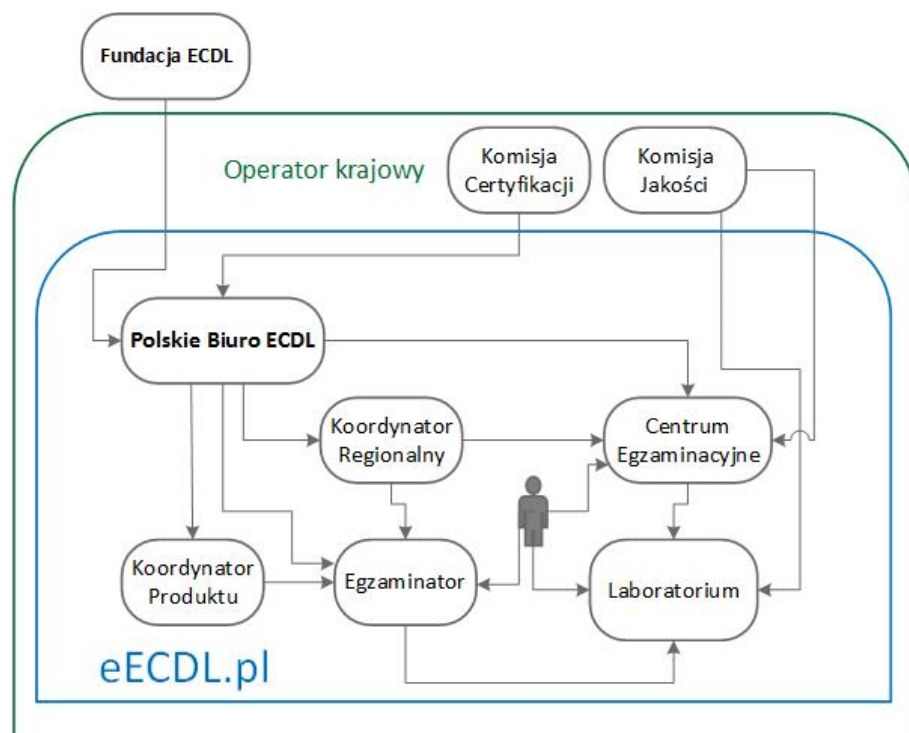 Fundacja ECDL
Operator krajowy
Komisja
Certyfikacji
Komisja
Jakości
Polskie Biuro ECDL
Koordynator
Regionalny
Centrum
Egzaminacyjne
Koordynator
Produktu
Egzaminator
Laboratorium
eECDL.pl